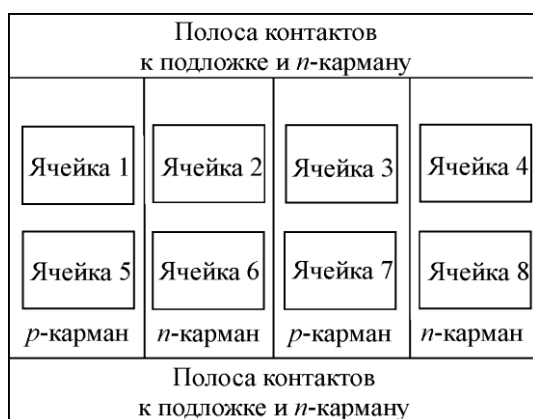 Полоса контактов
к подложке и n-карману
Ячейка 1 Ячейка 2 Ячейка 3 Ячейка 4
Ячейка 5 Ячейка 6 Ячейка 7 Ячейка 8
p-карман n-карман p-карман n-карман
Полоса контактов
к подложке и n-карману